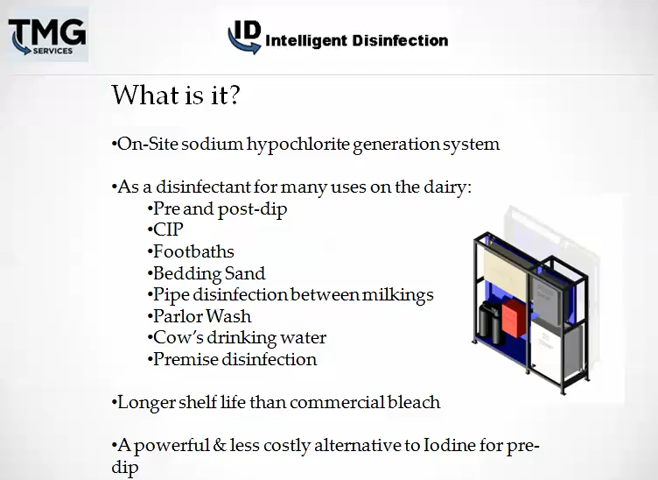 TMG
SERVICES
ID Intelligent Disinfection
What is it?
•On-Site sodium hypochlorite generation system
•As a disinfectant for many uses on the dairy:
•Pre and post-dip
•CIP
•Footbaths
•Bedding Sand
•Pipe disinfection between milkings
•Parlor Wash
•Cow's drinking water
•Premise disinfection
•Longer shelf life than commercial bleach
•A powerful & less costly alternative to Iodine for pre-
dip